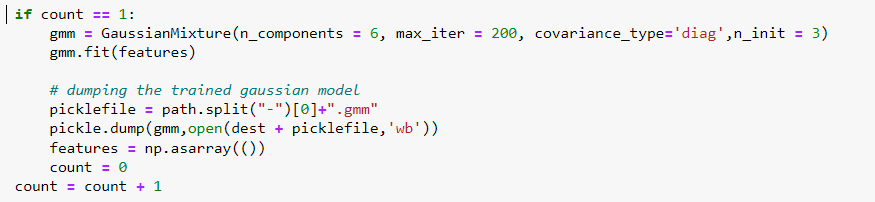 if count == 1:
    gmm = GaussianMixture(n_components = 6, max_iter = 200, covariance_type='diag',n_init = 3)
    gmm.fit(features)

    # dumping the trained gaussian model
    picklefile = path.split("-")[0]+".gmm"
    pickle.dump(gmm,open(dest + picklefile,'wb'))
    features = np.asarray(())
    count = 0
count = count + 1